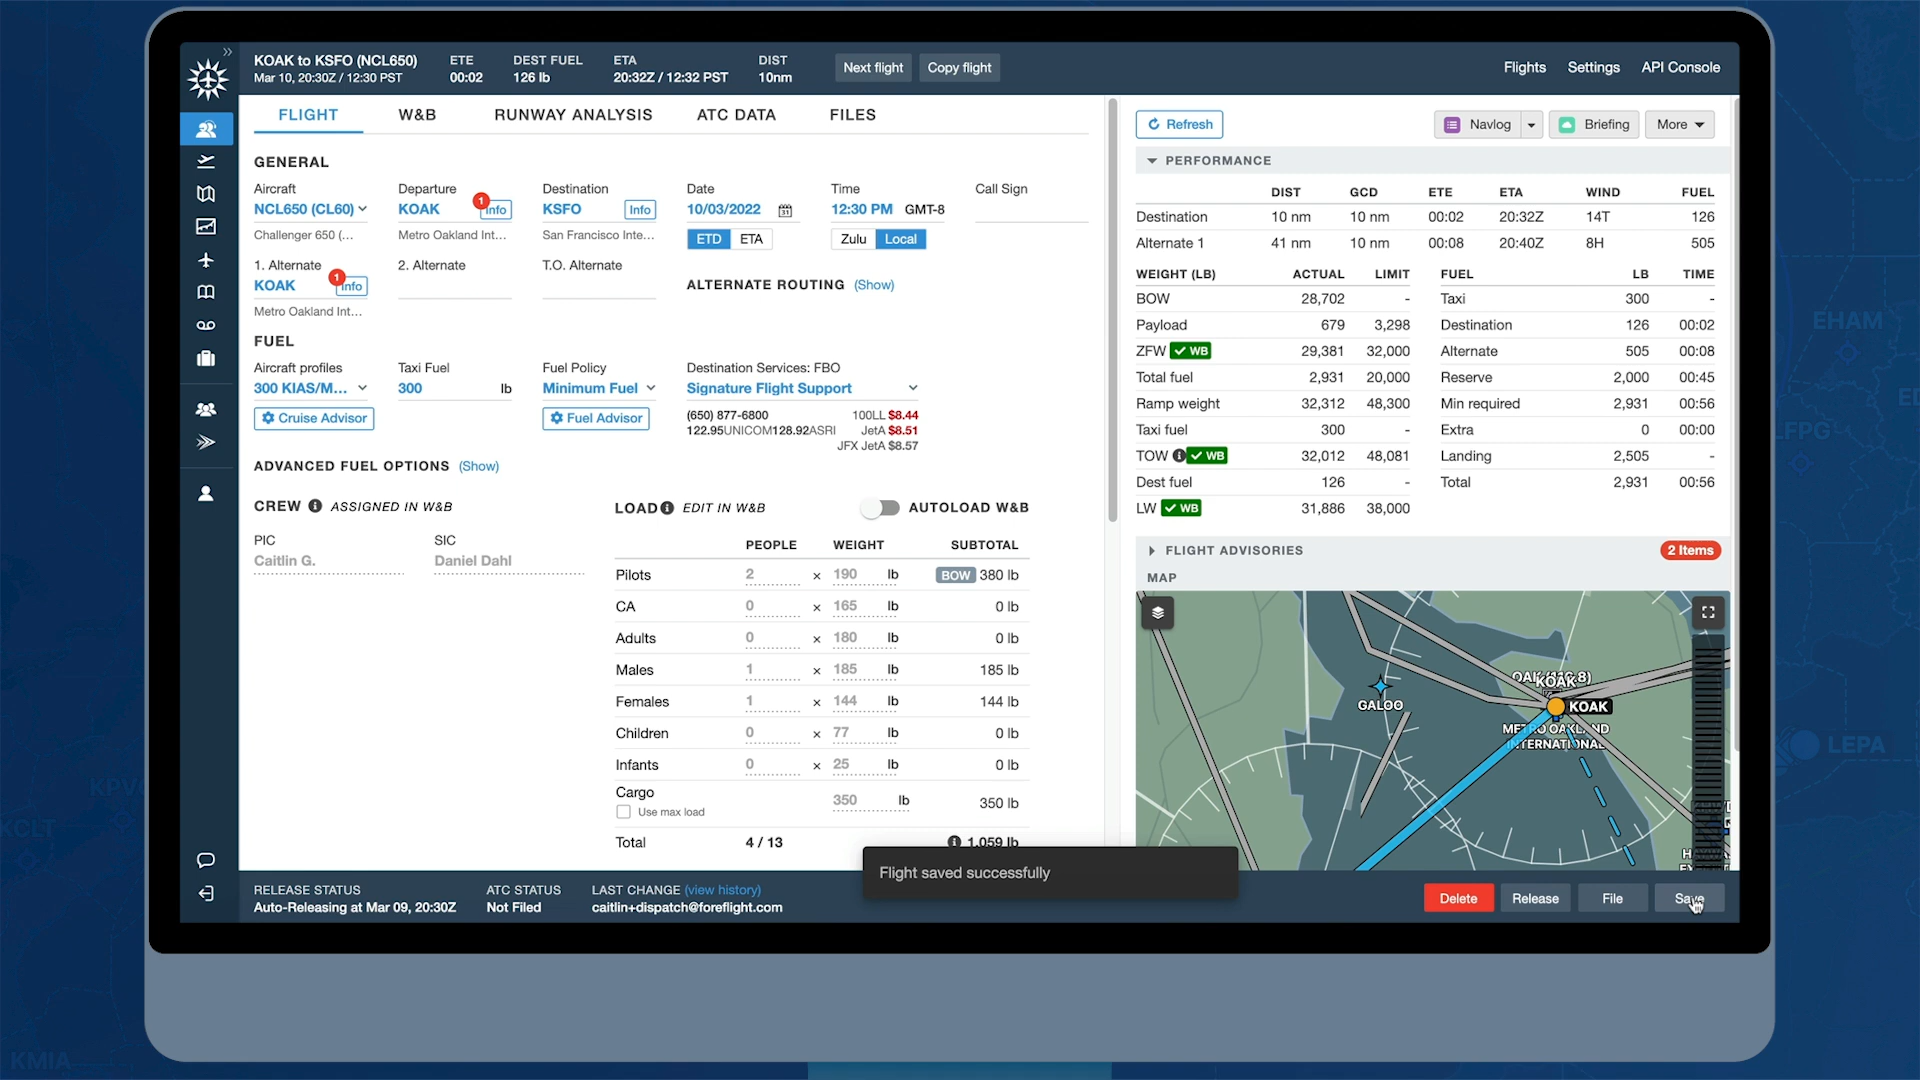 KOAK to KSFO (NCL650)
Mar 10, 20:30Z / 12:30 PST
ETE
00:02
DEST FUEL
126 lb
ETA
20:32Z / 12:32 PST
DIST
10nm
Next flight
Copy flight
Flights
Settings
API Console
FLIGHT
W&B
RUNWAY ANALYSIS
ATC DATA
FILES
GENERAL
Aircraft
NCL650 (CL60)
Challenger 650 (...
Departure
KOAK
1
Info
Metro Oakland Int...
Destination
KSFO
Info
San Francisco Inte...
Date
10/03/2022
ETD
ETA
Time
12:30 PM GMT-8
Zulu
Local
Call Sign
1. Alternate
KOAK
1
Info
Metro Oakland Int...
2. Alternate
T.O. Alternate
ALTERNATE ROUTING (Show)
FUEL
Aircraft profiles
300 KIAS/M...
Cruise Advisor
Taxi Fuel
300 lb
Fuel Policy
Minimum Fuel
Fuel Advisor
Destination Services: FBO
Signature Flight Support
(650) 877-6800 100LL $8.44
122.95UNICOM128.92ASRI JetA $8.51
JFX JetA $8.57
ADVANCED FUEL OPTIONS (Show)
CREW ASSIGNED IN W&B
PIC
Caitlin G.
SIC
Daniel Dahl
LOAD EDIT IN W&B
AUTOLOAD W&B
PEOPLE WEIGHT SUBTOTAL
Pilots 2 x 190 lb BOW 380 lb
CA 0 x 165 lb 0 lb
Adults 0 x 180 lb 0 lb
Males 1 x 185 lb 185 lb
Females 1 x 144 lb 144 lb
Children 0 x 77 lb 0 lb
Infants 0 x 25 lb 0 lb
Cargo 350 lb 350 lb
Use max load
Total 4 / 13 1,059 lb
Refresh
Navlog
Briefing
More
PERFORMANCE
DIST GCD ETE ETA WIND FUEL
Destination 10 nm 10 nm 00:02 20:32Z 14T 126
Alternate 1 41 nm 10 nm 00:08 20:40Z 8H 505
WEIGHT (LB) ACTUAL LIMIT
BOW 28,702 -
Payload 679 3,298
ZFW WB 29,381 32,000
Total fuel 2,931 20,000
Ramp weight 32,312 48,300
Taxi fuel 300 -
TOW WB 32,012 48,081
Dest fuel 126 -
LW WB 31,886 38,000
FUEL LB TIME
Taxi 300 -
Destination 126 00:02
Alternate 505 00:08
Reserve 2,000 00:45
Min required 2,931 00:56
Extra 0 00:00
Landing 2,505 -
Total 2,931 00:56
FLIGHT ADVISORIES
2 Items
MAP
GALOO
KOAK
KOAK
METRO OAKLAND
INTERNATIONAL
Flight saved successfully
RELEASE STATUS
Auto-Releasing at Mar 09, 20:30Z
ATC STATUS
Not Filed
LAST CHANGE (view history)
caitlin+dispatch@foreflight.com
Delete
Release
File
Save
EHAM
LFPG
LEPA
KCLT
KMIA